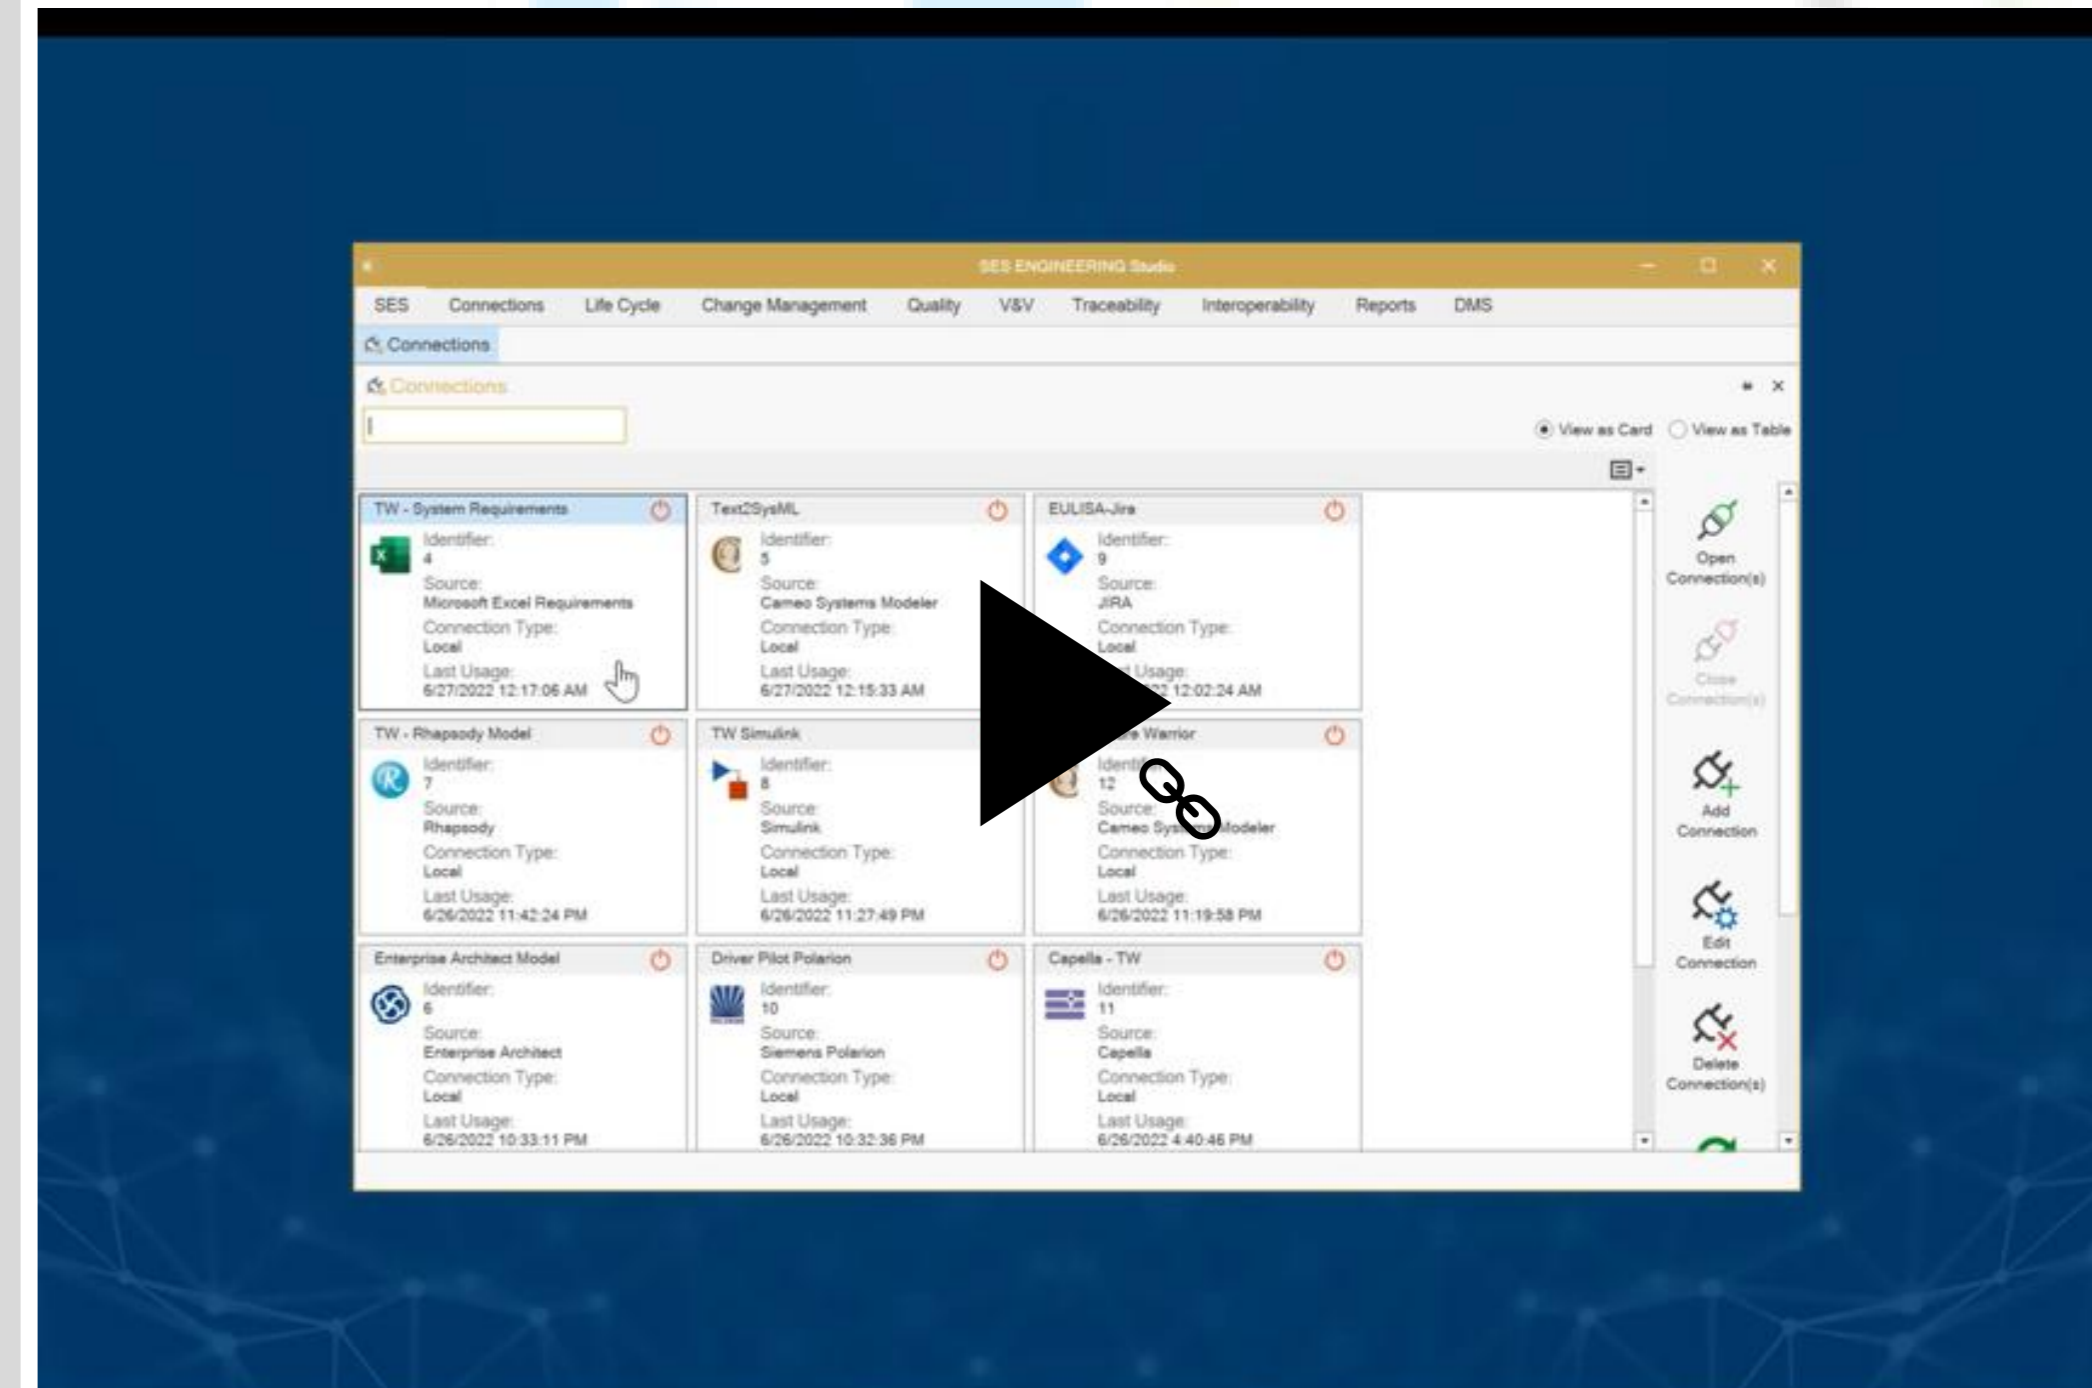 SES ENGINEERING Studio
SES Connections Life Cycle Change Management Quality V&V Traceability Interoperability Reports DMS
Connections
Connections
View as Card View as Table
TW - System Requirements
Identifier:
4
Source:
Microsoft Excel Requirements
Connection Type:
Local
Last Usage:
6/27/2022 12:17:06 AM
Text2SysML
Identifier:
5
Source:
Cameo Systems Modeler
Connection Type:
Local
Last Usage:
6/27/2022 12:15:33 AM
EULISA-Jira
Identifier:
9
Source:
JIRA
Connection Type:
Local
Usage:
12:02:24 AM
TW - Rhapsody Model
Identifier:
7
Source:
Rhapsody
Connection Type:
Local
Last Usage:
6/26/2022 11:42:24 PM
TW Simulink
Identifier:
8
Source:
Simulink
Connection Type:
Local
Last Usage:
6/26/2022 11:27:49 PM
Warrior
12
Source:
Cameo Modeler
Connection Type:
Local
Last Usage:
6/26/2022 11:19:58 PM
Enterprise Architect Model
Identifier:
6
Source:
Enterprise Architect
Connection Type:
Local
Last Usage:
6/26/2022 10:33:11 PM
Driver Pilot Polarion
Identifier:
10
Source:
Siemens Polarion
Connection Type:
Local
Last Usage:
6/26/2022 10:32:36 PM
Capella - TW
Identifier:
11
Source:
Capella
Connection Type:
Local
Last Usage:
6/26/2022 4:40:46 PM
Open
Connection(s)
Close
Connection(s)
Add
Connection
Edit
Connection
Delete
Connection(s)